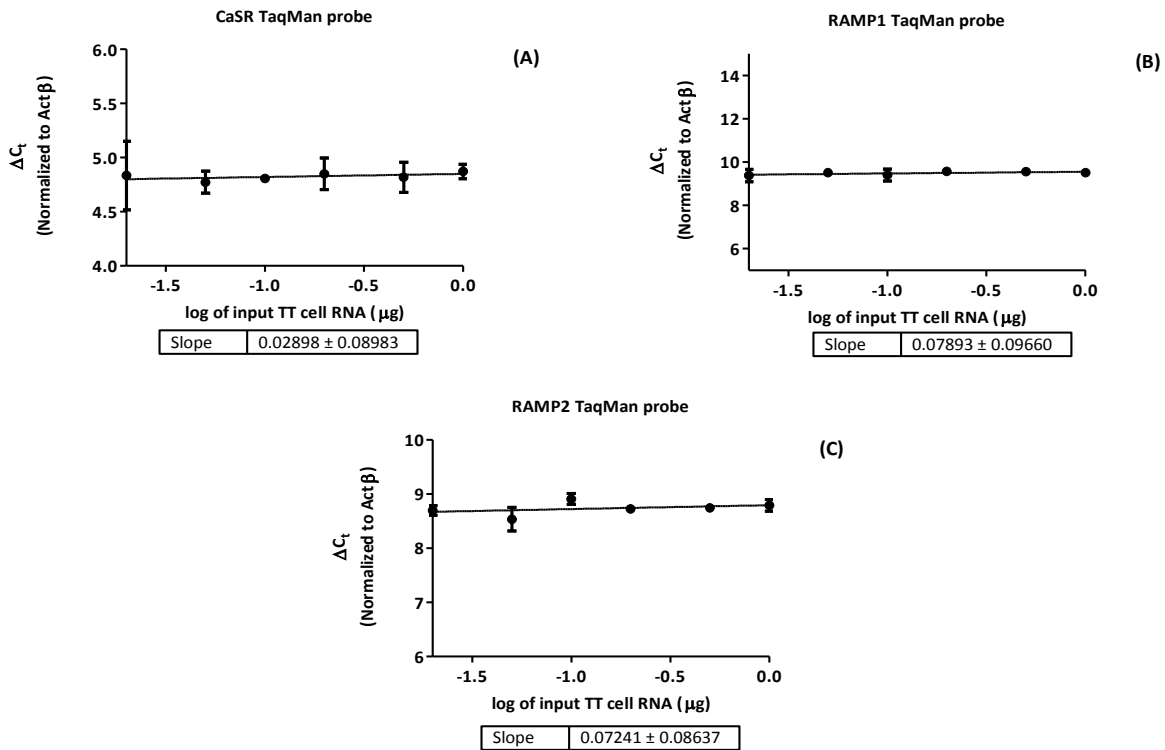 CaSR TaqMan probe
(A)
ΔCt
(Normalized to Actβ)
6.0
5.5
5.0
4.5
4.0
-1.5 -1.0 -0.5 0.0
log of input TT cell RNA ( µg)
Slope 0.02898 ± 0.08983
RAMP1 TaqMan probe
(B)
ΔCt
(Normalized to Actβ)
14
12
10
8
6
-1.5 -1.0 -0.5 0.0
log of input TT cell RNA ( µg)
Slope 0.07893 ± 0.09660
RAMP2 TaqMan probe
(C)
ΔCt
(Normalized to Actβ)
10
9
8
7
6
-1.5 -1.0 -0.5 0.0
log of input TT cell RNA ( µg)
Slope 0.07241 ± 0.08637